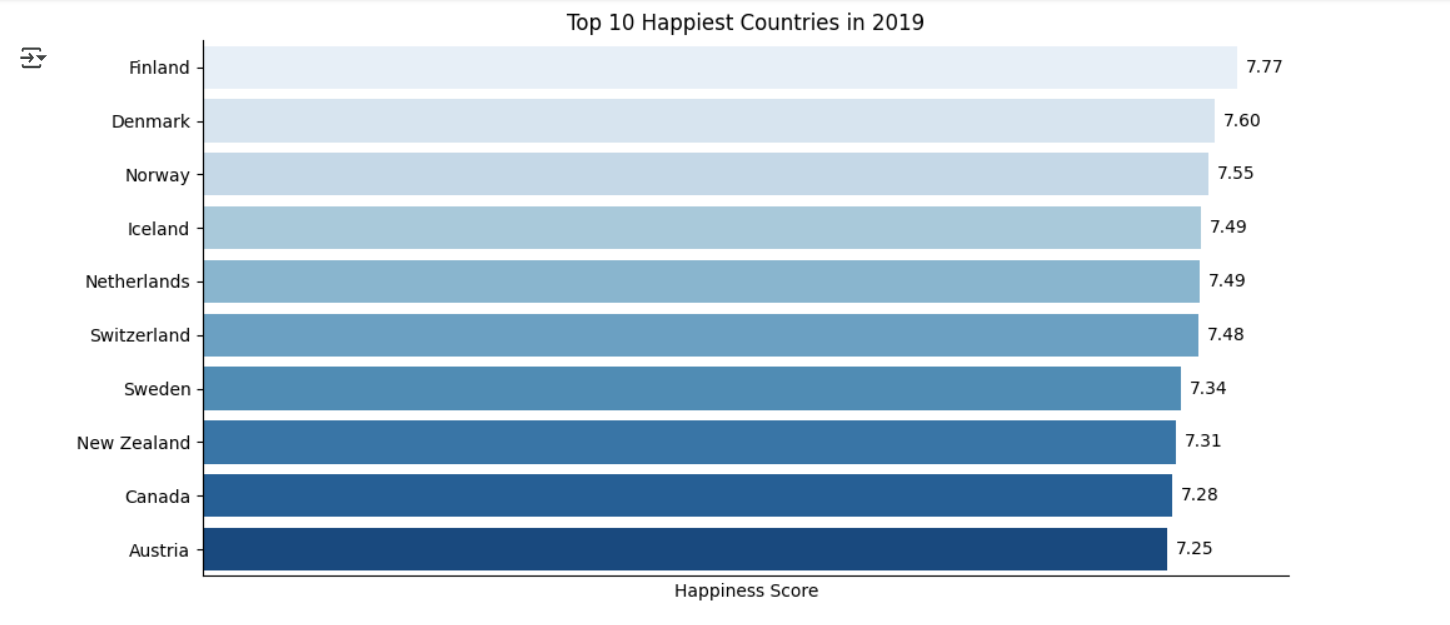 Top 10 Happiest Countries in 2019
Finland 7.77
Denmark 7.60
Norway 7.55
Iceland 7.49
Netherlands 7.49
Switzerland 7.48
Sweden 7.34
New Zealand 7.31
Canada 7.28
Austria 7.25
Happiness Score